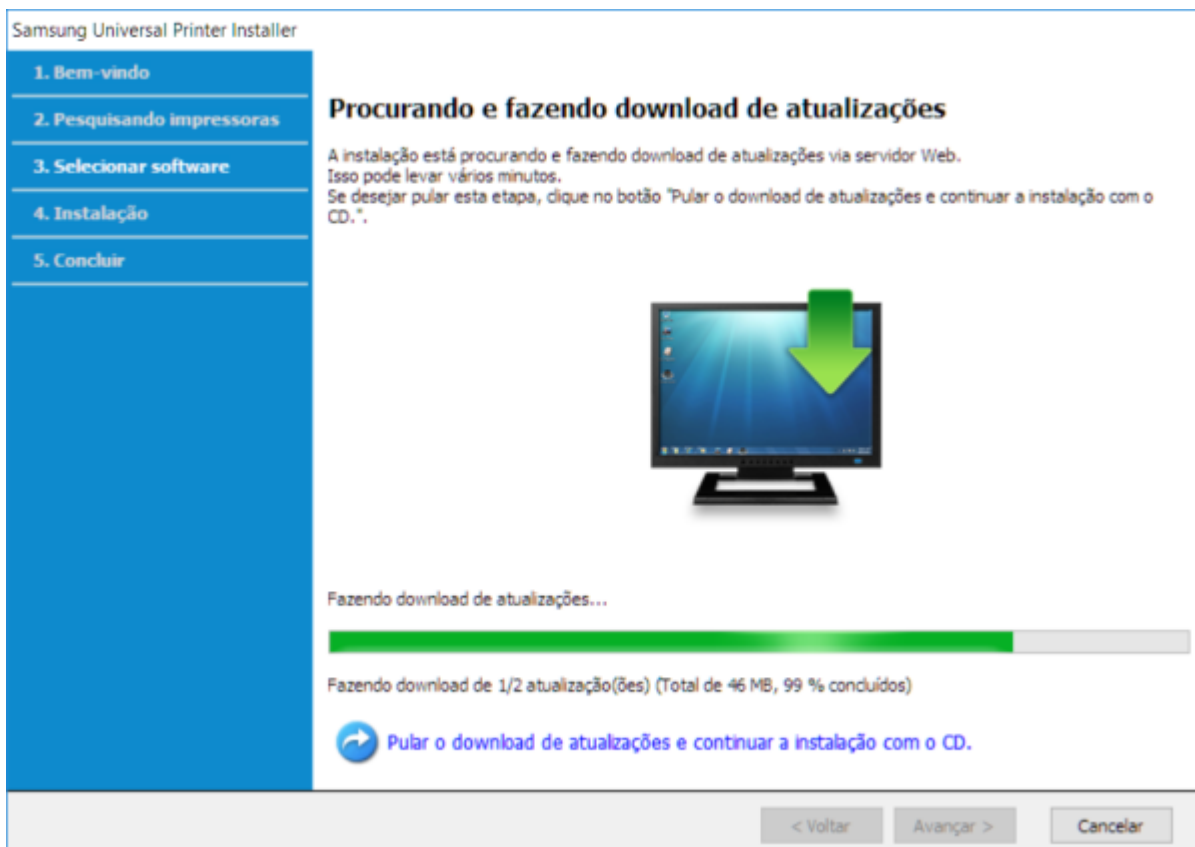 Samsung Universal Printer Installer
1. Bem-vindo
2. Pesquisando impressoras
3. Selecionar software
4. Instalação
5. Concluir
Procurando e fazendo download de atualizações
A instalação está procurando e fazendo download de atualizações via servidor Web.
Isso pode levar vários minutos.
Se desejar pular esta etapa, clique no botão "Pular o download de atualizações e continuar a instalação com o
CD.".
Fazendo download de atualizações...
Fazendo download de 1/2 atualização(ões) (Total de 46 MB, 99 % concluídos)
Pular o download de atualizações e continuar a instalação com o CD.
< Voltar
Avançar >
Cancelar